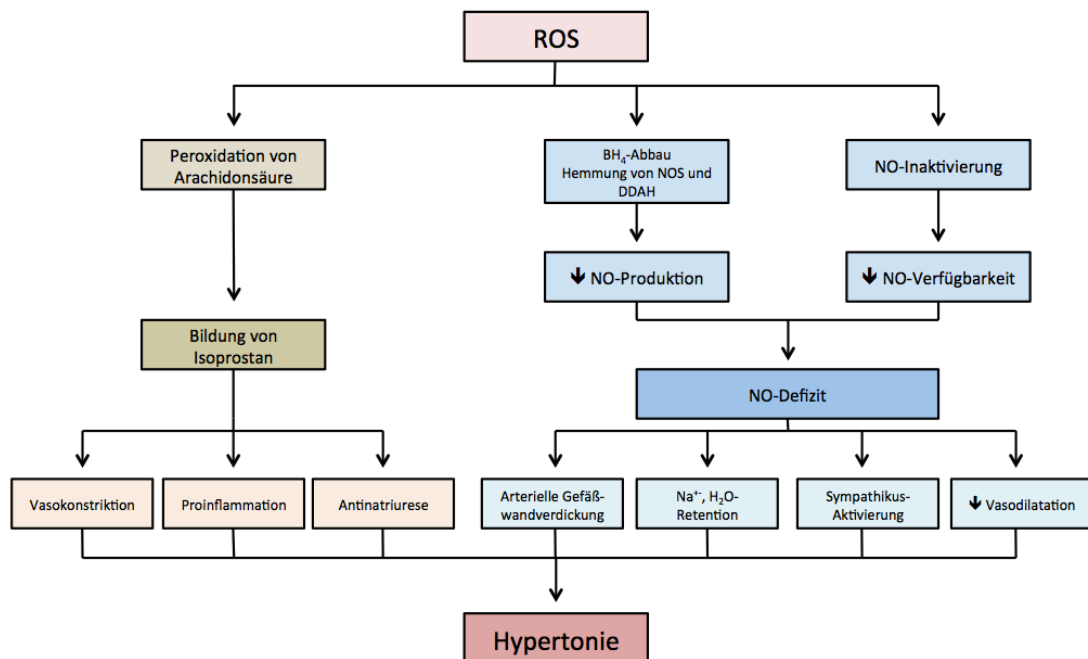 ROS
Peroxidation von
Arachidonsäure
BH₄-Abbau
Hemmung von NOS und
DDAH
NO-Inaktivierung
🡻 NO-Produktion
🡻 NO-Verfügbarkeit
Bildung von
Isoprostan
NO-Defizit
Vasokonstriktion
Proinflammation
Antinatriurese
Arterielle Gefäß-
wandverdickung
Na⁺-, H₂O-
Retention
Sympathikus-
Aktivierung
🡻 Vasodilatation
Hypertonie